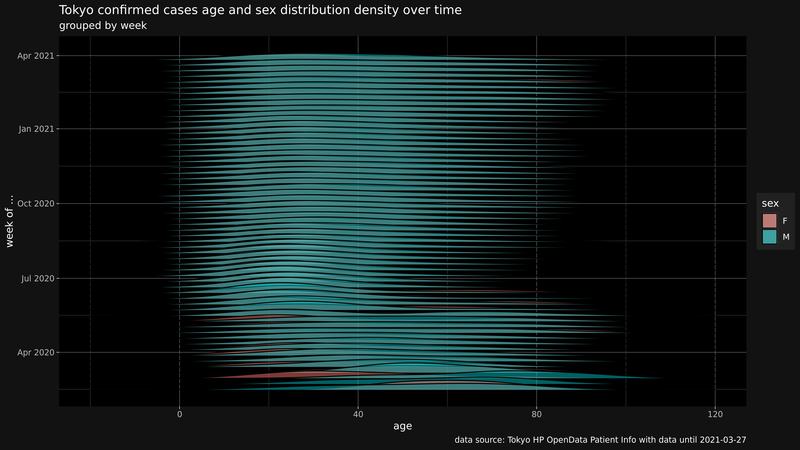 Tokyo confirmed cases age and sex distribution density over time
grouped by week
Apr 2021
Jan 2021
Oct 2020
Jul 2020
Apr 2020
week of ...
0
40
80
120
age
sex
F
M
data source: Tokyo HP OpenData Patient Info with data until 2021-03-27